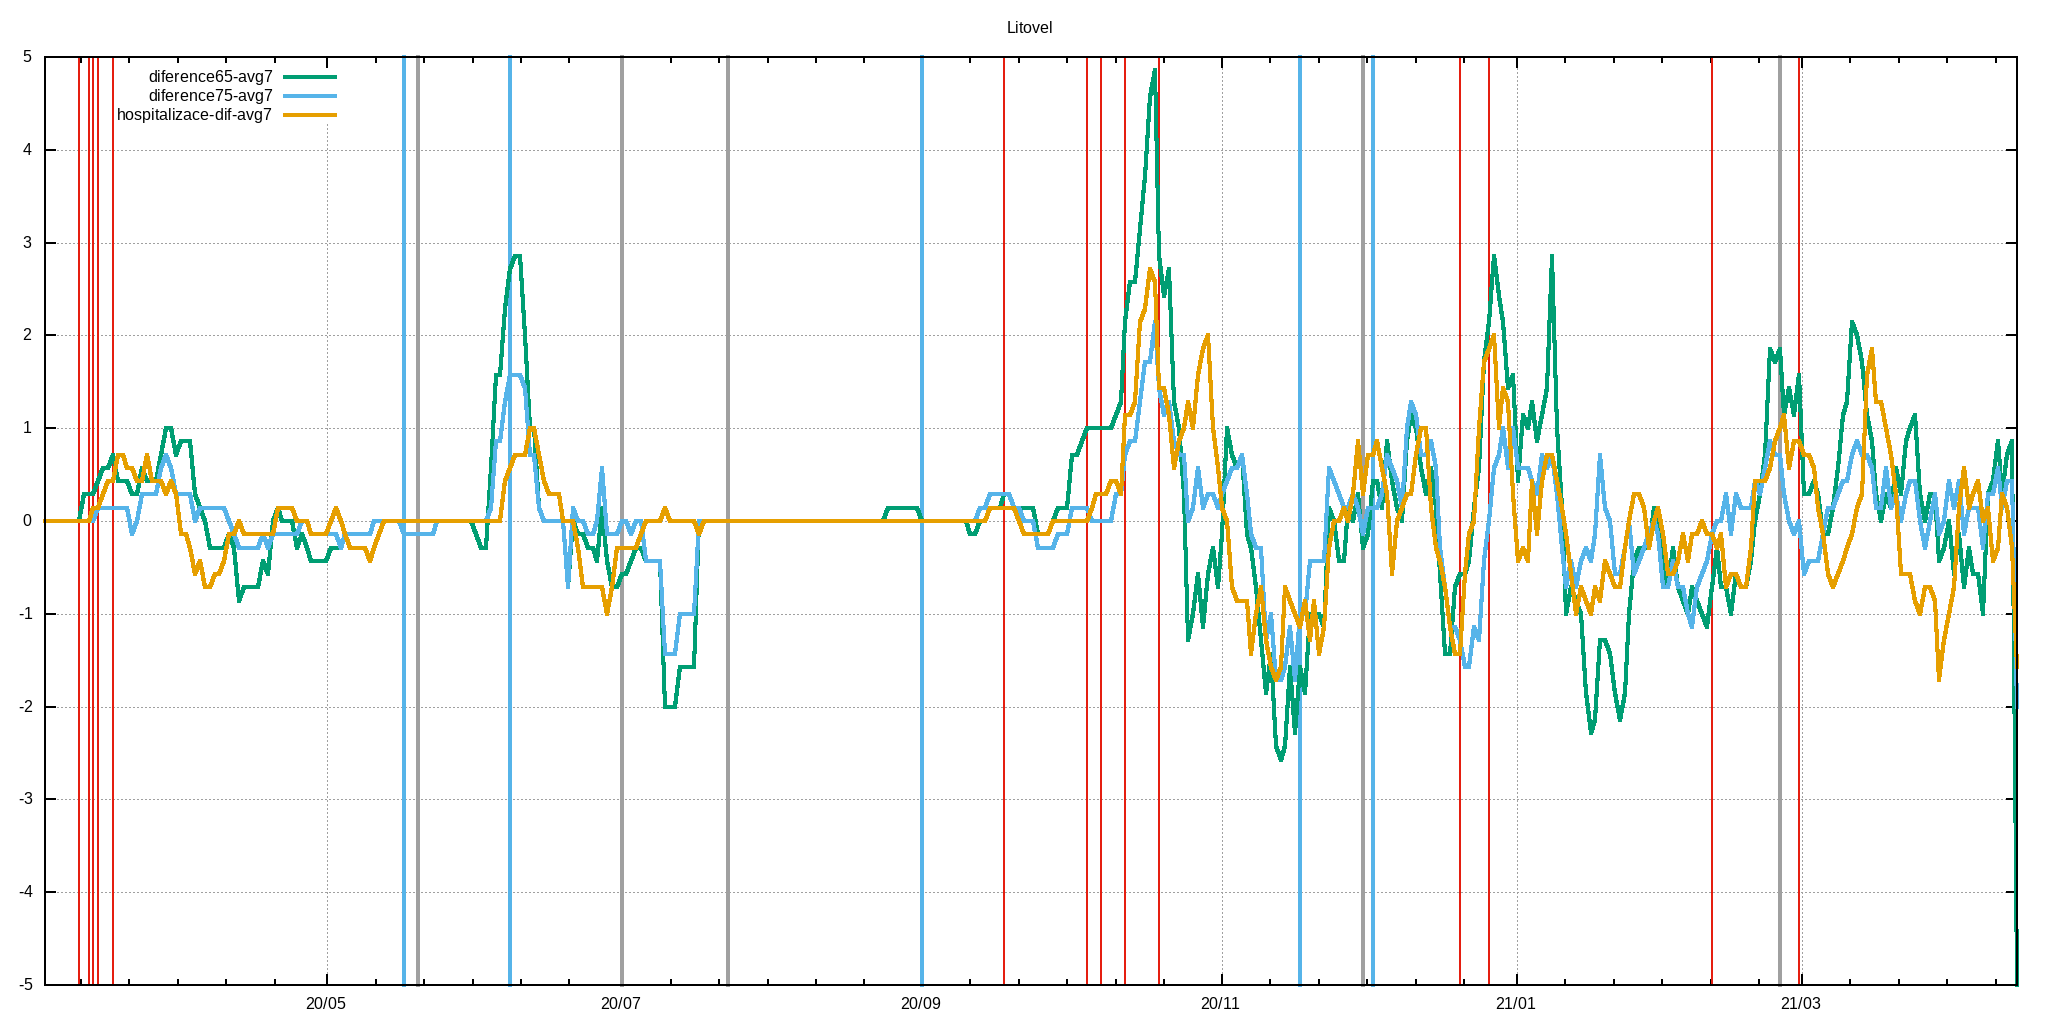 Litovel
diference65-avg7
diference75-avg7
hospitalizace-dif-avg7
5
4
3
2
1
0
-1
-2
-3
-4
-5
20/05 20/07 20/09 20/11 21/01 21/03